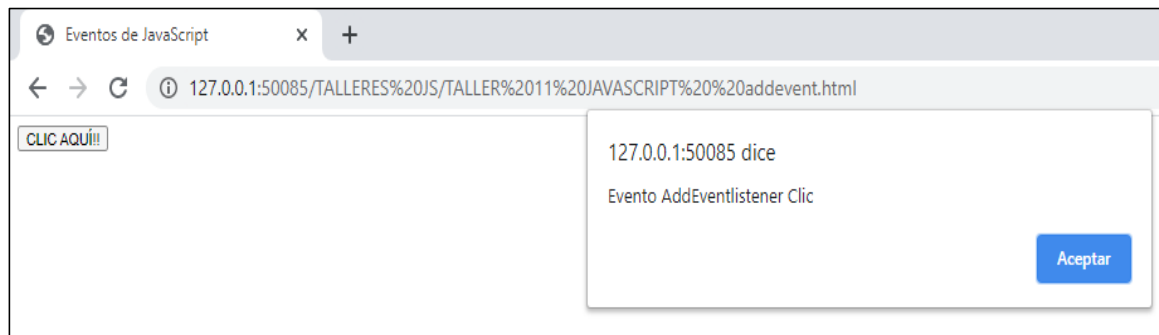 Eventos de JavaScript
127.0.0.1:50085/TALLERES%20JS/TALLER%2011%20JAVASCRIPT%20%20addevent.html
CLIC AQUÍ!!
127.0.0.1:50085 dice
Evento AddEventlistener Clic
Aceptar